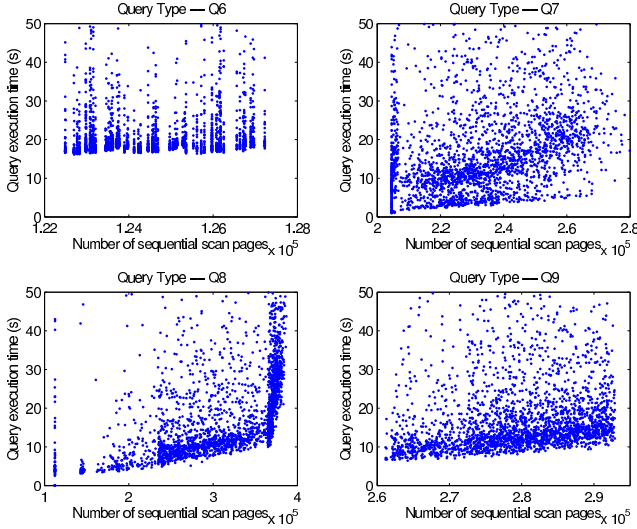 Query Type — Q6
Query execution time (s)
50
40
30
20
10
0
1.22 1.24 1.26 1.28
Number of sequential scan pages x 10^5
Query Type — Q7
Query execution time (s)
50
40
30
20
10
0
2 2.2 2.4 2.6 2.8
Number of sequential scan pages x 10^5
Query Type — Q8
Query execution time (s)
50
40
30
20
10
0
1 2 3 4
Number of sequential scan pages x 10^5
Query Type — Q9
Query execution time (s)
50
40
30
20
10
0
2.6 2.7 2.8 2.9
Number of sequential scan pages x 10^5